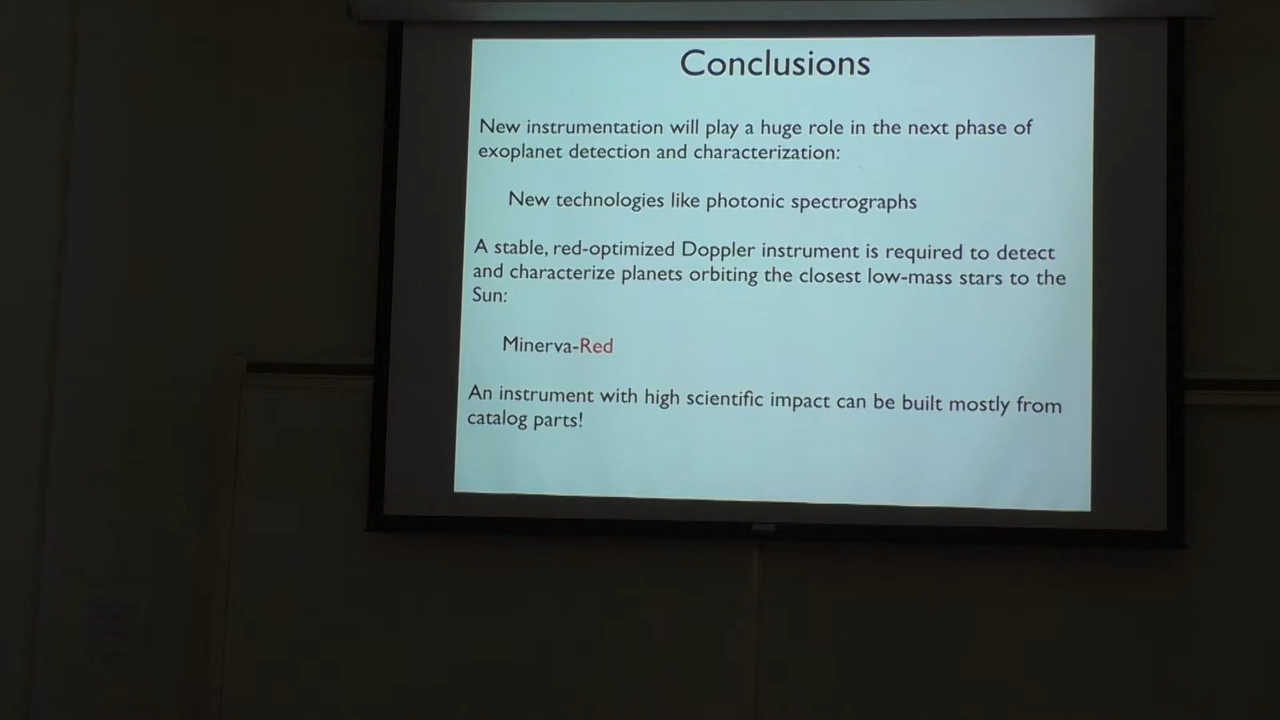 Conclusions
New instrumentation will play a huge role in the next phase of
exoplanet detection and characterization:
New technologies like photonic spectrographs
A stable, red-optimized Doppler instrument is required to detect
and characterize planets orbiting the closest low-mass stars to the
Sun:
Minerva-Red
An instrument with high scientific impact can be built mostly from
catalog parts!